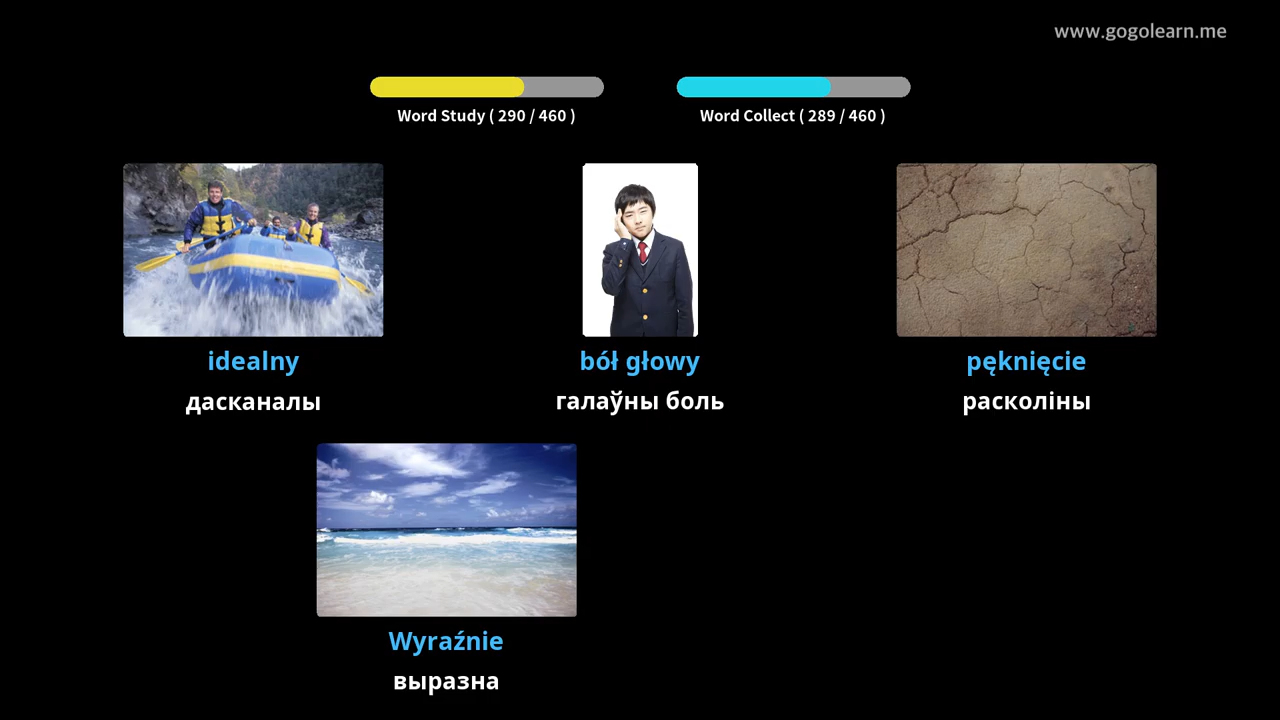 www.gogolearn.me
Word Study ( 290 / 460 )
Word Collect ( 289 / 460 )
idealny
bół głowy
pęknięcie
дасканалы
галаўны боль
расколіны
Wyraźnie
выразна